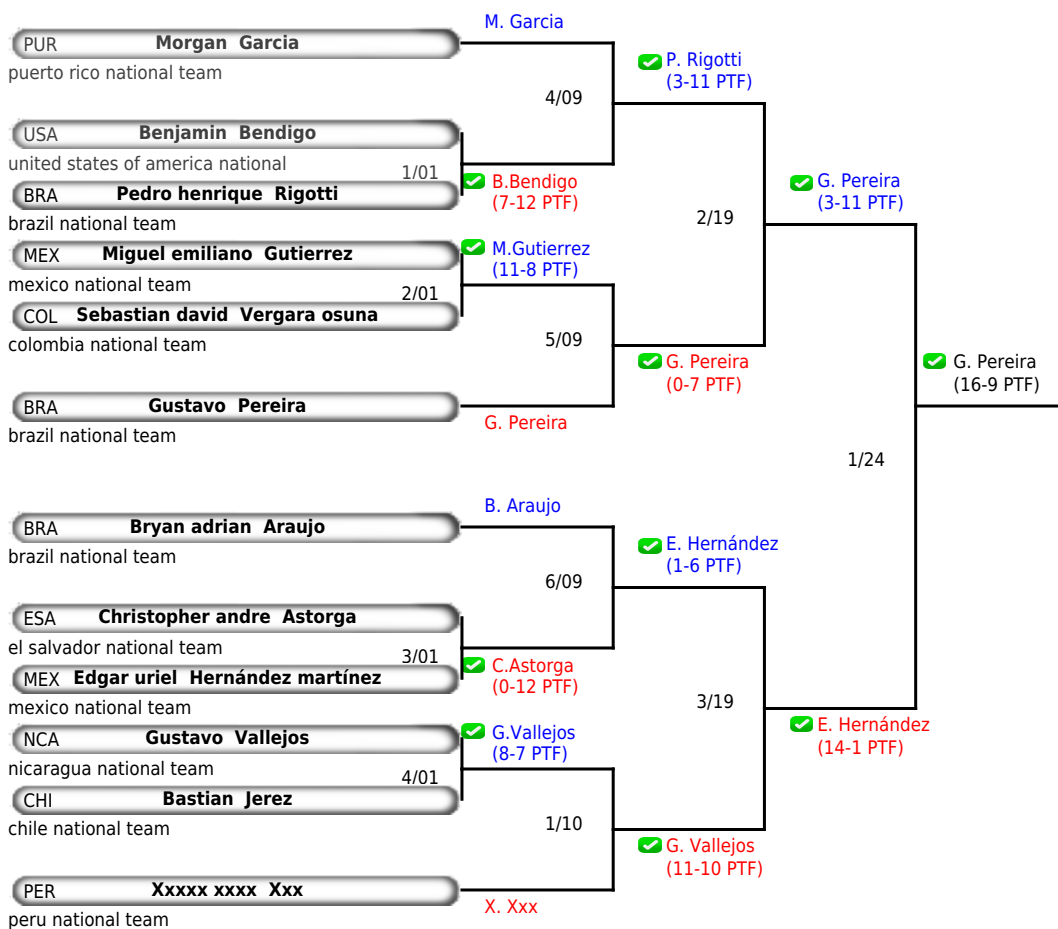 M. Garcia
PUR Morgan Garcia
puerto rico national team
P. Rigotti
(3-11 PTF)
4/09
USA Benjamin Bendigo
united states of america national
1/01
B.Bendigo
(7-12 PTF)
BRA Pedro henrique Rigotti
brazil national team
G. Pereira
(3-11 PTF)
2/19
MEX Miguel emiliano Gutierrez
mexico national team
M.Gutierrez
(11-8 PTF)
2/01
COL Sebastian david Vergara osuna
colombia national team
5/09
G. Pereira
(0-7 PTF)
G. Pereira
(16-9 PTF)
BRA Gustavo Pereira
brazil national team
G. Pereira
1/24
B. Araujo
BRA Bryan adrian Araujo
brazil national team
E. Hernández
(1-6 PTF)
6/09
ESA Christopher andre Astorga
el salvador national team
3/01
C.Astorga
(0-12 PTF)
MEX Edgar uriel Hernández martínez
mexico national team
3/19
E. Hernández
(14-1 PTF)
NCA Gustavo Vallejos
nicaragua national team
G.Vallejos
(8-7 PTF)
4/01
CHI Bastian Jerez
chile national team
1/10
G. Vallejos
(11-10 PTF)
PER Xxxxx xxxx Xxx
peru national team
X. Xxx